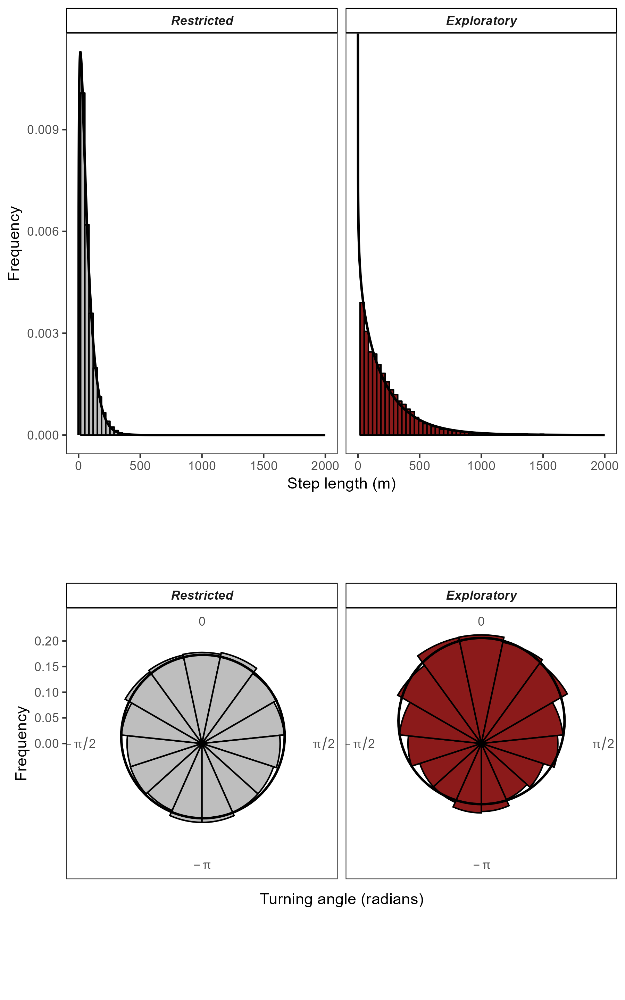 Restricted Exploratory
Frequency
0.009
0.006
0.003
0.000
0 500 1000 1500 2000 0 500 1000 1500 2000
Step length (m)
Restricted Exploratory
0 0
Frequency
0.20
0.15
0.10
0.05
0.00
− π/2 π/2 − π/2 π/2
− π − π
Turning angle (radians)